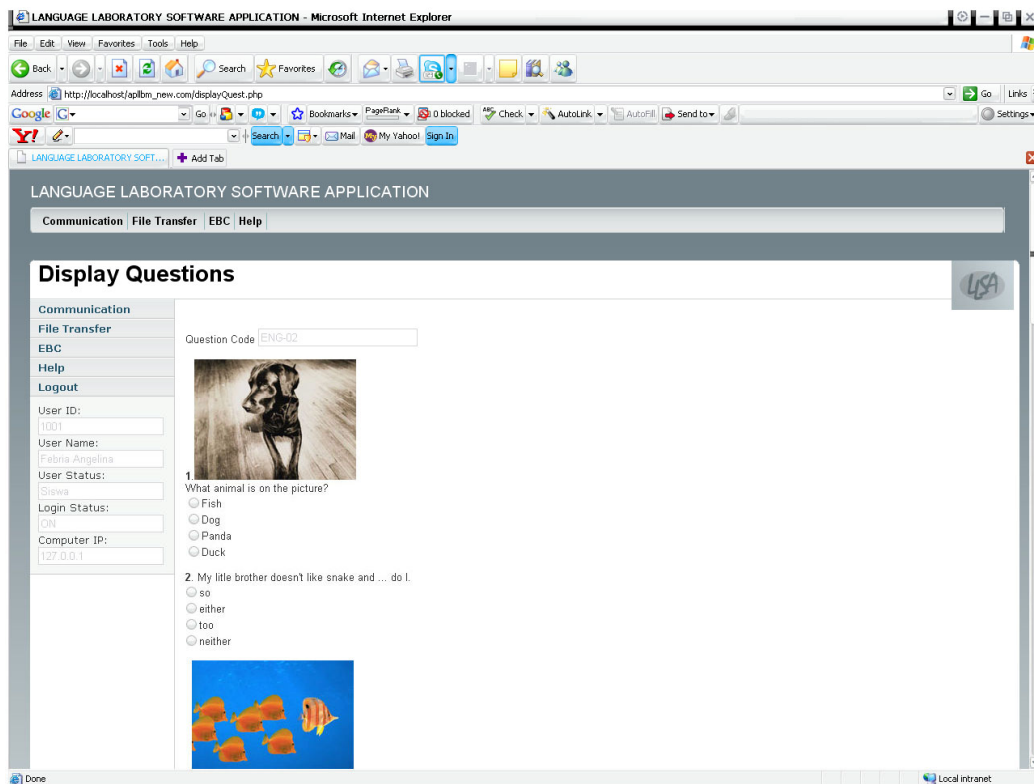 LANGUAGE LABORATORY SOFTWARE APPLICATION - Microsoft Internet Explorer
File Edit View Favorites Tools Help
Back Search Favorites
Address http://localhost/apllbm_new.com/displayQuest.php Go Links
Google G Go Bookmarks PageRank 0 blocked ABC Check AutoLink AutoFill Send to Settings
Y! Search Mail My Yahoo! Sign In
LANGUAGE LABORATORY SOFT... Add Tab
LANGUAGE LABORATORY SOFTWARE APPLICATION
Communication File Transfer EBC Help
Display Questions
LISA
Communication
File Transfer
EBC
Help
Logout
User ID:
1001
User Name:
Febria Angelina
User Status:
Siswa
Login Status:
ON
Computer IP:
127.0.0.1
Question Code ENG-02
1.
What animal is on the picture?
Fish
Dog
Panda
Duck
2. My litle brother doesn't like snake and ... do I.
so
either
too
neither
Done Local intranet